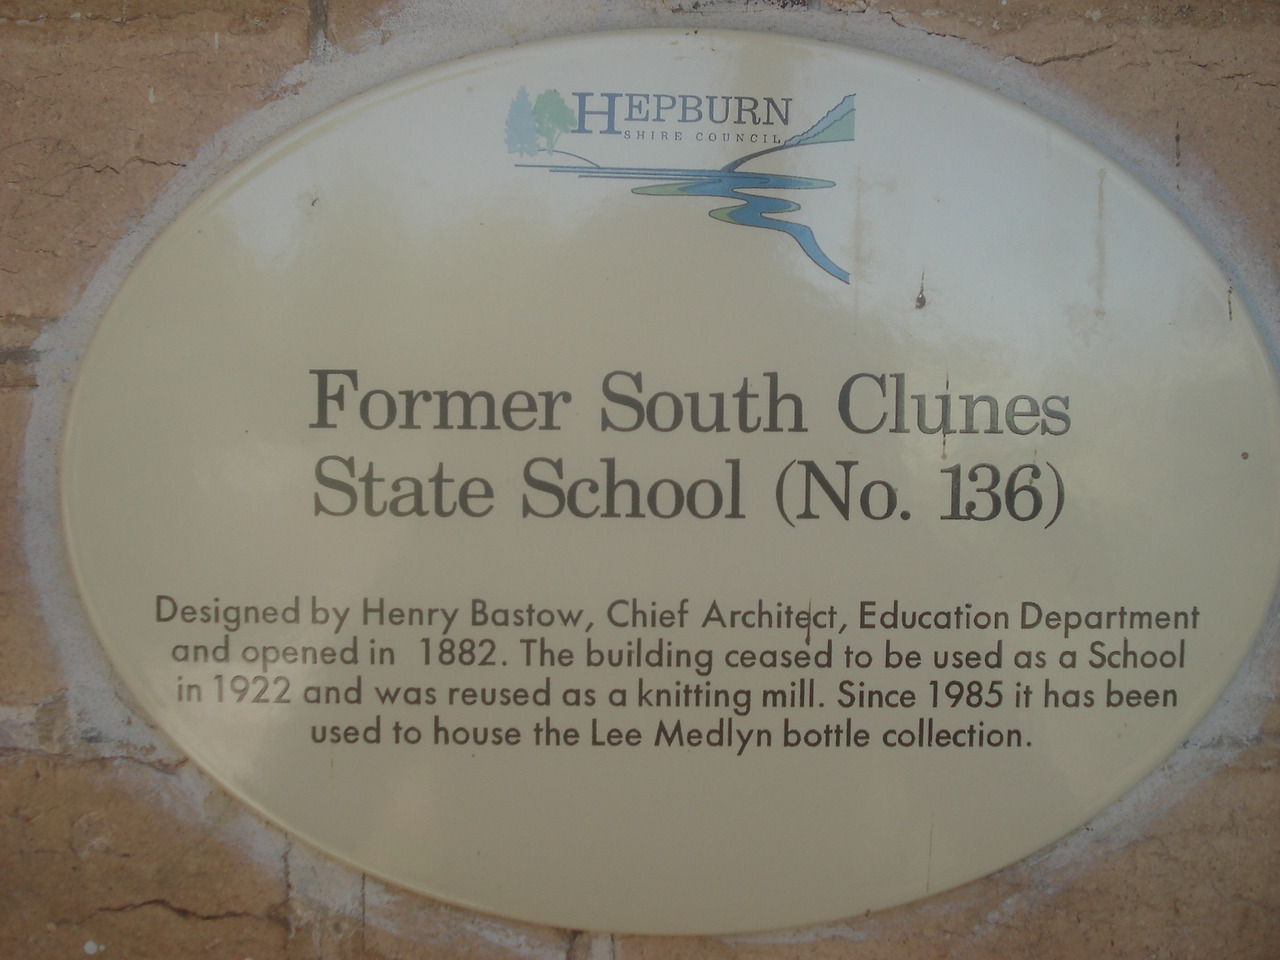 HEPBURN
SHIRE COUNCIL
Former South Clunes
State School (No. 136)
Designed by Henry Bastow, Chief Architect, Education Department
and opened in 1882. The building ceased to be used as a School
in 1922 and was reused as a knitting mill. Since 1985 it has been
used to house the Lee Medlyn bottle collection.